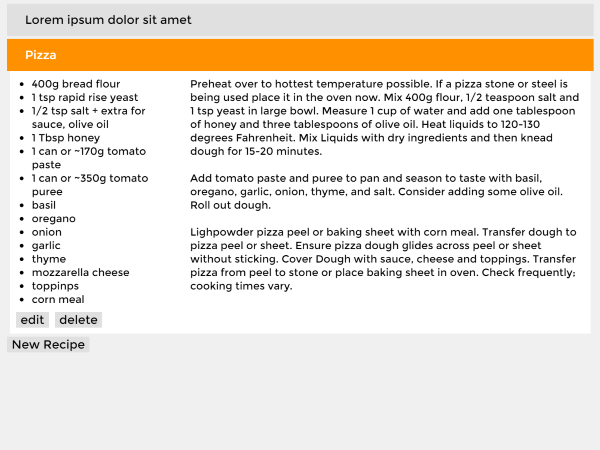 Lorem ipsum dolor sit amet
Pizza
400g bread flour
1 tsp rapid rise yeast
1/2 tsp salt + extra for
sauce, olive oil
1 Tbsp honey
1 can or ~170g tomato
paste
1 can or ~350g tomato
puree
basil
oregano
onion
garlic
thyme
mozzarella cheese
toppinps
corn meal
Preheat over to hottest temperature possible. If a pizza stone or steel is
being used place it in the oven now. Mix 400g flour, 1/2 teaspoon salt and
1 tsp yeast in large bowl. Measure 1 cup of water and add one tablespoon
of honey and three tablespoons of olive oil. Heat liquids to 120-130
degrees Fahrenheit. Mix Liquids with dry ingredients and then knead
dough for 15-20 minutes.
Add tomato paste and puree to pan and season to taste with basil,
oregano, garlic, onion, thyme, and salt. Consider adding some olive oil.
Roll out dough.
Lighpowder pizza peel or baking sheet with corn meal. Transfer dough to
pizza peel or sheet. Ensure pizza dough glides across peel or sheet
without sticking. Cover Dough with sauce, cheese and toppings. Transfer
pizza from peel to stone or place baking sheet in oven. Check frequently;
cooking times vary.
edit delete
New Recipe